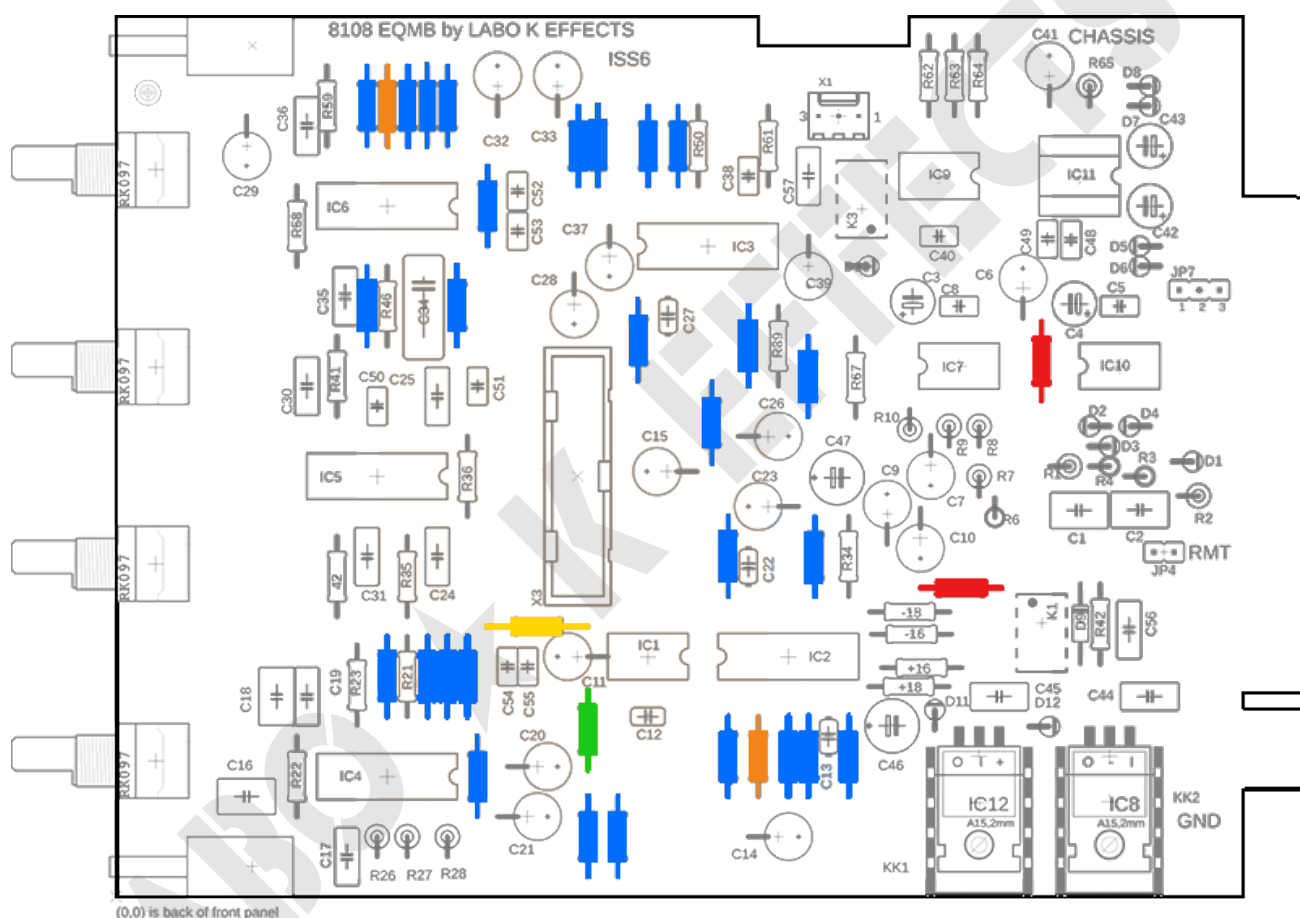 8108 EQMB by LABO K EFFECTS
ISS6
CHASSIS
C41
R62
R63
R64
R65
D8
D7
C43
X1
3
1
C36
R59
C32
C33
R60
R61
C38
C57
K3
IC9
IC11
C29
RK097
IC6
C52
C53
R68
C37
IC3
C40
C49
C48
C42
D5
D6
C28
C39
C3
C8
C6
C5
C4
JP7
1 2 3
C35
R46
C34
C27
R89
R67
IC7
IC10
RK097
C30
R41
C50
C25
C51
C26
R10
R9
R8
D2
D4
D3
IC5
R36
C15
C47
C9
C7
R7
R1
R4
R3
D1
C23
R6
C10
C1
C2
R2
RMT
JP4
RK097
42
C31
R35
C24
X3
C22
R34
-18
-16
K1
D9
R42
C56
IC1
IC2
+16
+18
C18
C19
R23
R21
C54
C55
C11
C12
D11
C45
D12
C44
RK097
C16
R22
IC4
C20
C13
C46
IC12
A15,2mm
IC8
A15,2mm
KK2
GND
C17
R26
R27
R28
C21
C14
KK1
(0,0) is back of front panel
LABO K EFFECTS